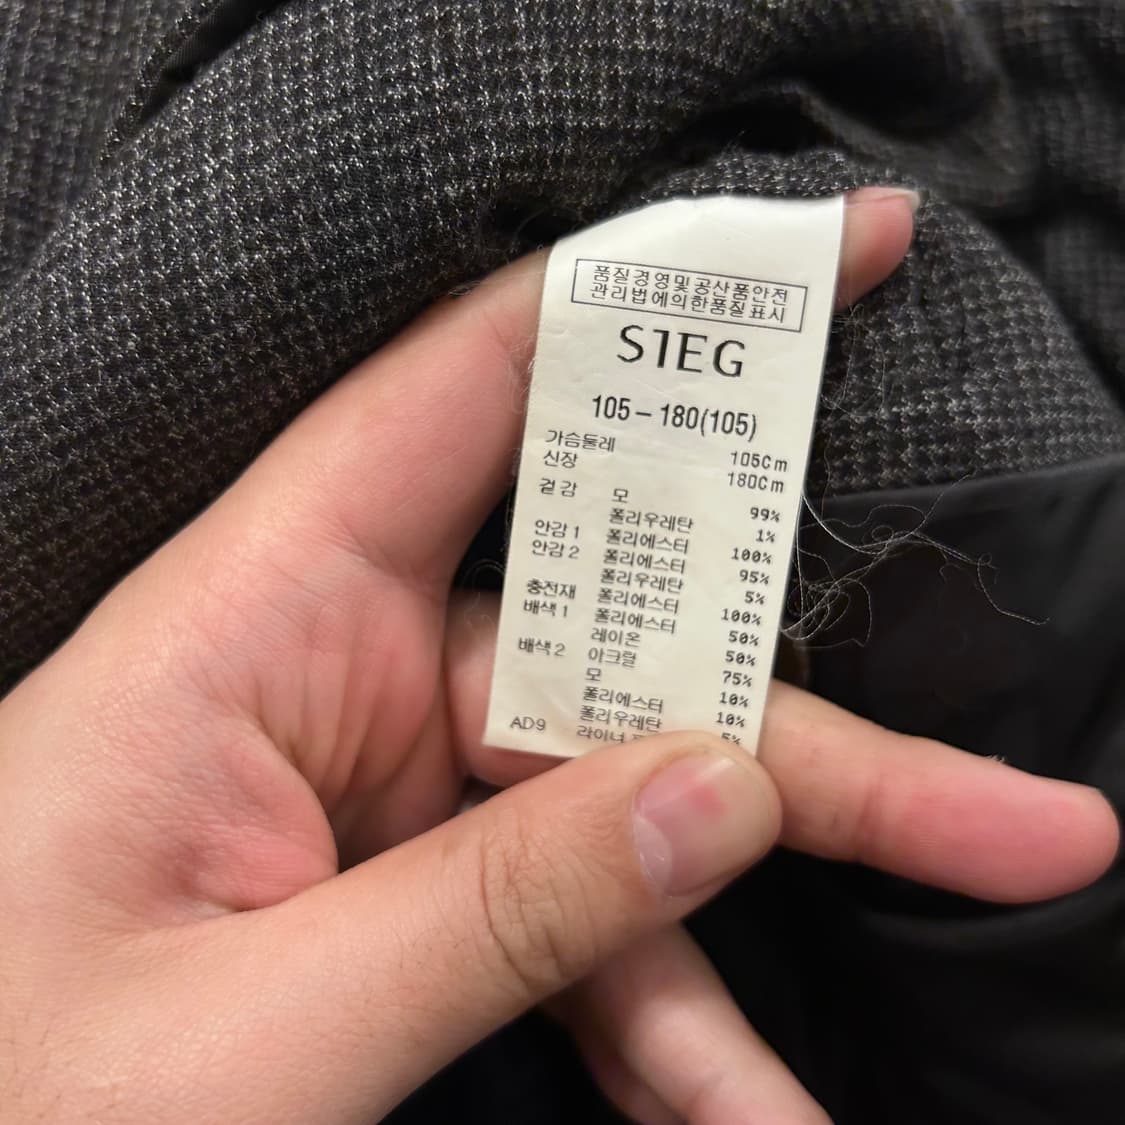 품질경영및공산품안전
관리법에의한품질표시
S1EG
105-180(105)
가슴둘레 105Cm
신장 180Cm
겉감 모 99%
폴리우레탄 1%
안감1 폴리에스터 100%
안감2 폴리에스터 95%
폴리우레탄 5%
충전재 폴리에스터 100%
배색1 폴리에스터 50%
레이온 50%
배색2 아크릴 75%
모 10%
폴리에스터 10%
폴리우레탄 5%
AD9 라이너